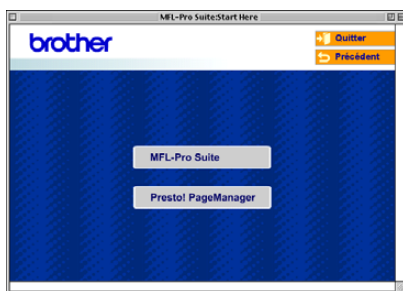 MFL-Pro Suite:Start Here
brother
Quitter
Précédent
MFL-Pro Suite
Presto! PageManager